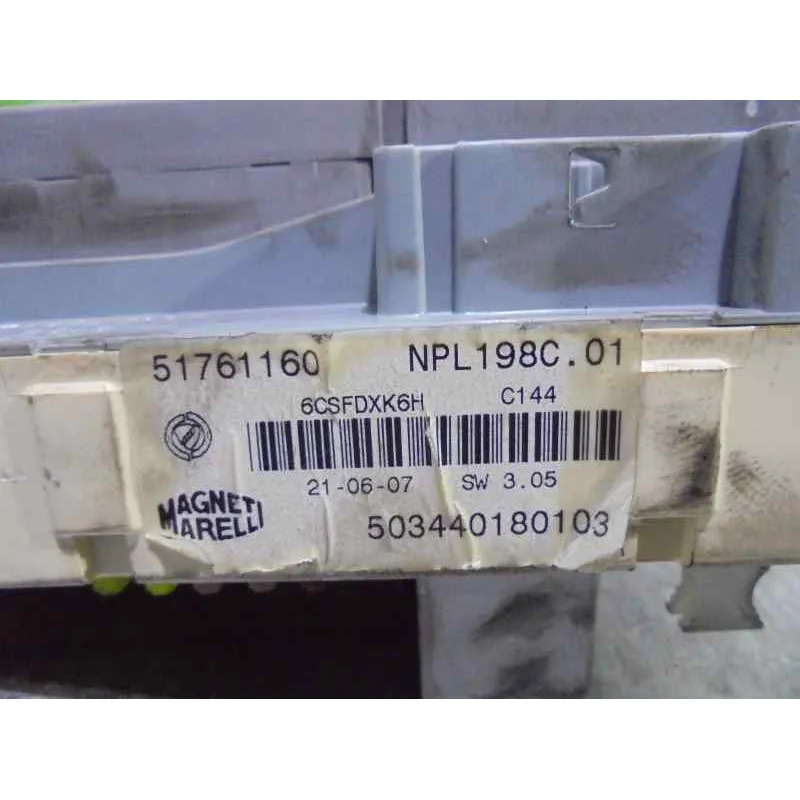 51761160 NPL198C.01
6CSFDXK6H C144
21-06-07 SW 3.05
MAGNETI
MARELLI
503440180103